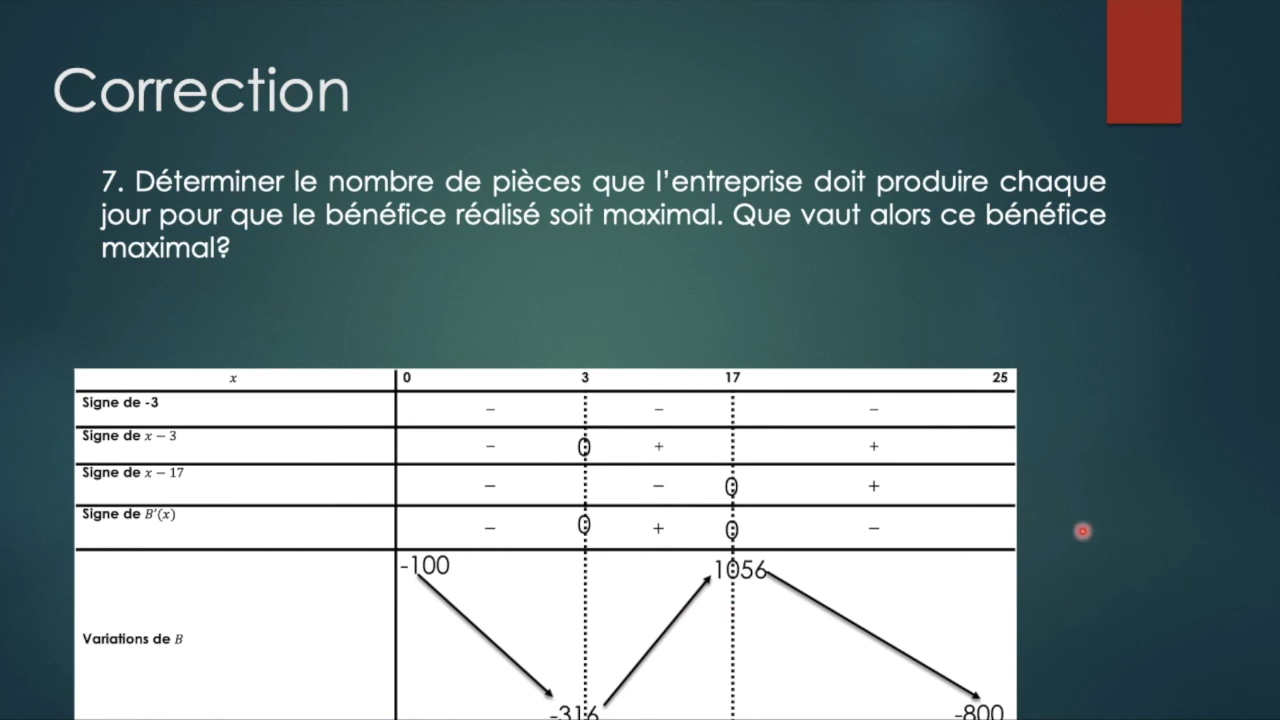 Correction
7. Déterminer le nombre de pièces que l'entreprise doit produire chaque
jour pour que le bénéfice réalisé soit maximal. Que vaut alors ce bénéfice
maximal?
x 0 3 17 25
Signe de -3 − − −
Signe de x − 3 − 0 + +
Signe de x − 17 − − 0 +
Signe de B'(x) − 0 + 0 −
-100 1056
Variations de B
-316 -800